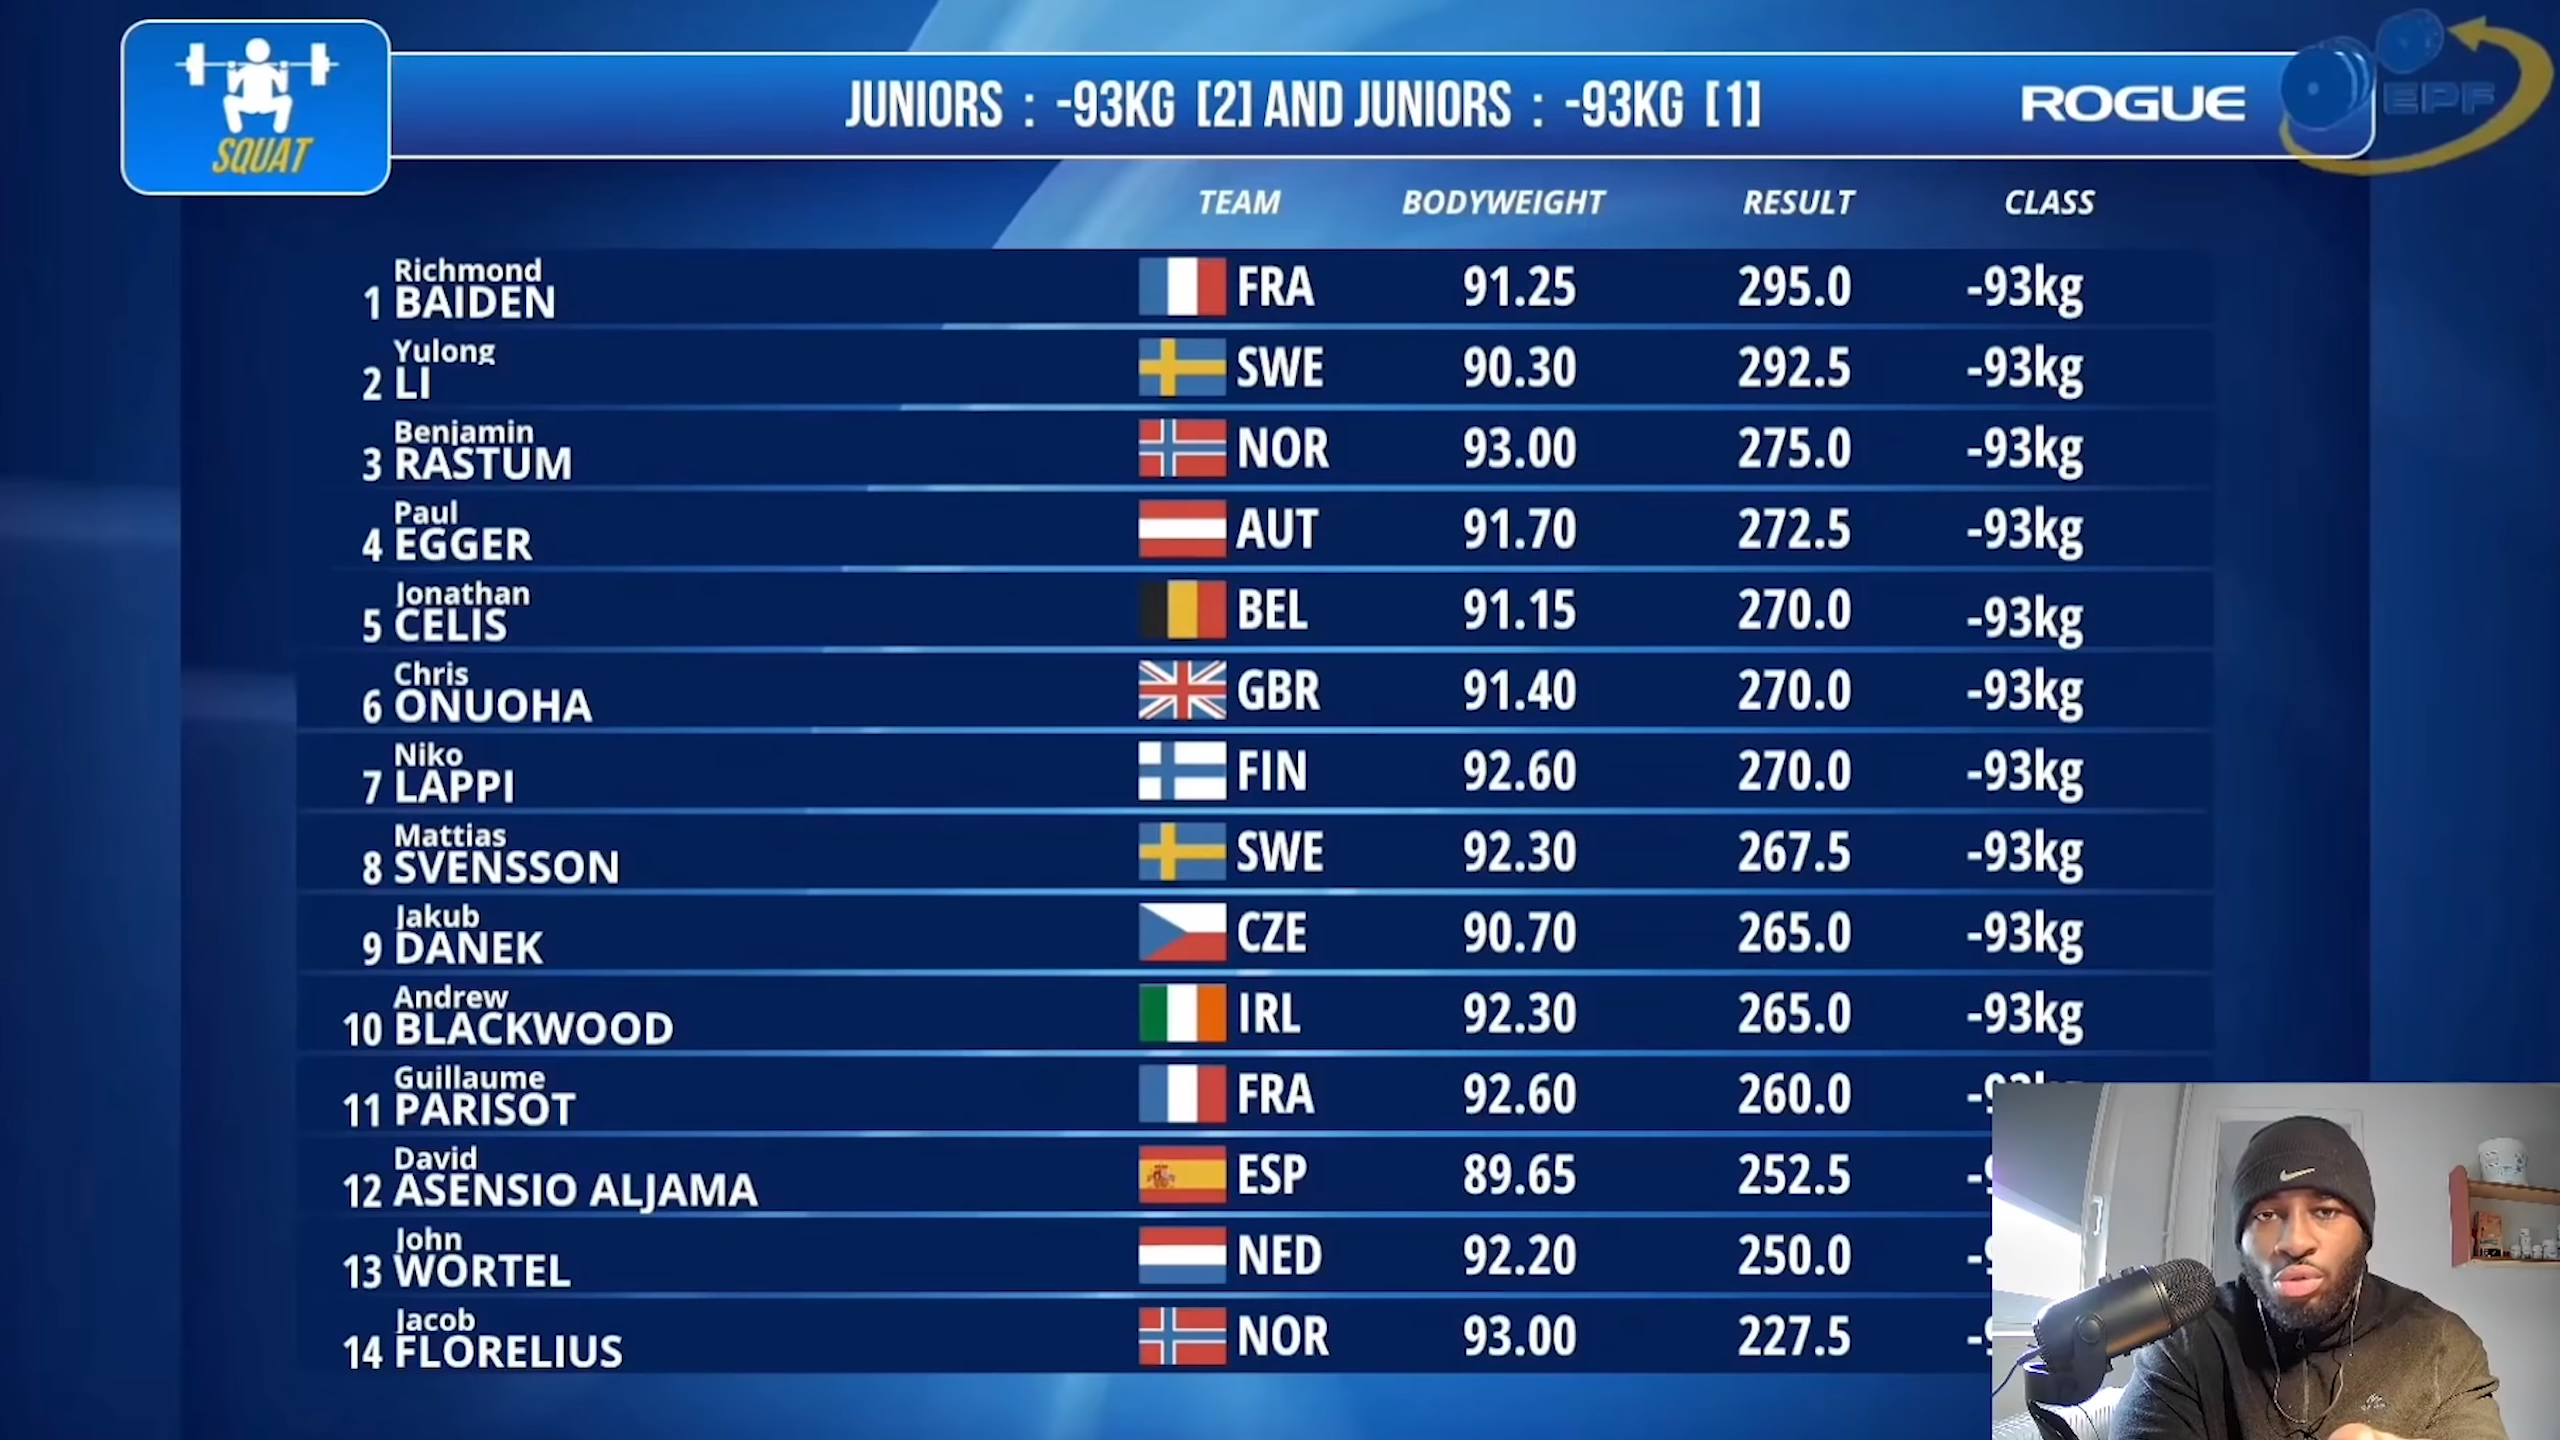 SQUAT
JUNIORS : -93KG [2] AND JUNIORS : -93KG [1]
ROGUE
EPF
TEAM BODYWEIGHT RESULT CLASS
Richmond
1 BAIDEN FRA 91.25 295.0 -93kg
Yulong
2 LI SWE 90.30 292.5 -93kg
Benjamin
3 RASTUM NOR 93.00 275.0 -93kg
Paul
4 EGGER AUT 91.70 272.5 -93kg
Jonathan
5 CELIS BEL 91.15 270.0 -93kg
Chris
6 ONUOHA GBR 91.40 270.0 -93kg
Niko
7 LAPPI FIN 92.60 270.0 -93kg
Mattias
8 SVENSSON SWE 92.30 267.5 -93kg
Jakub
9 DANEK CZE 90.70 265.0 -93kg
Andrew
10 BLACKWOOD IRL 92.30 265.0 -93kg
Guillaume
11 PARISOT FRA 92.60 260.0
David
12 ASENSIO ALJAMA ESP 89.65 252.5
John
13 WORTEL NED 92.20 250.0
Jacob
14 FLORELIUS NOR 93.00 227.5